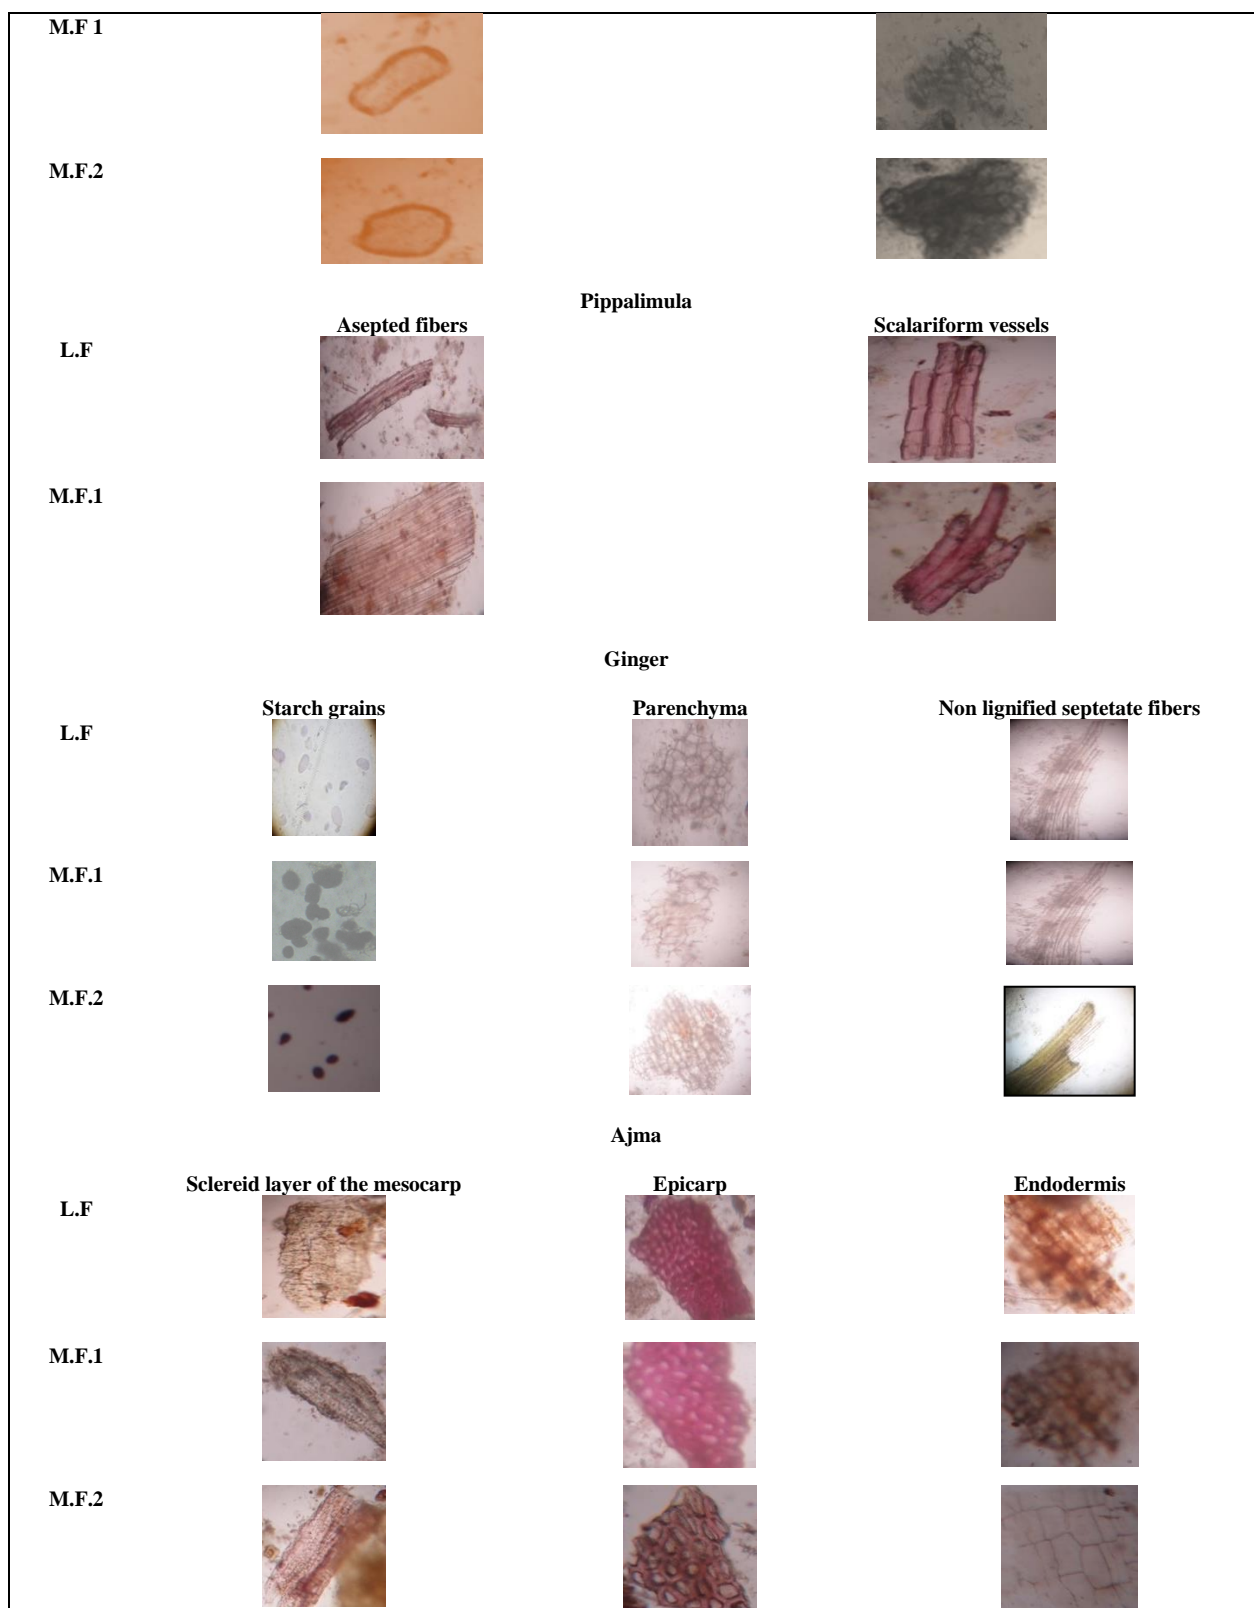 M.F 1
M.F.2
Pippalimula
Asepted fibers Scalariform vessels
L.F
M.F.1
Ginger
Starch grains Parenchyma Non lignified septetate fibers
L.F
M.F.1
M.F.2
Ajma
Sclereid layer of the mesocarp Epicarp Endodermis
L.F
M.F.1
M.F.2